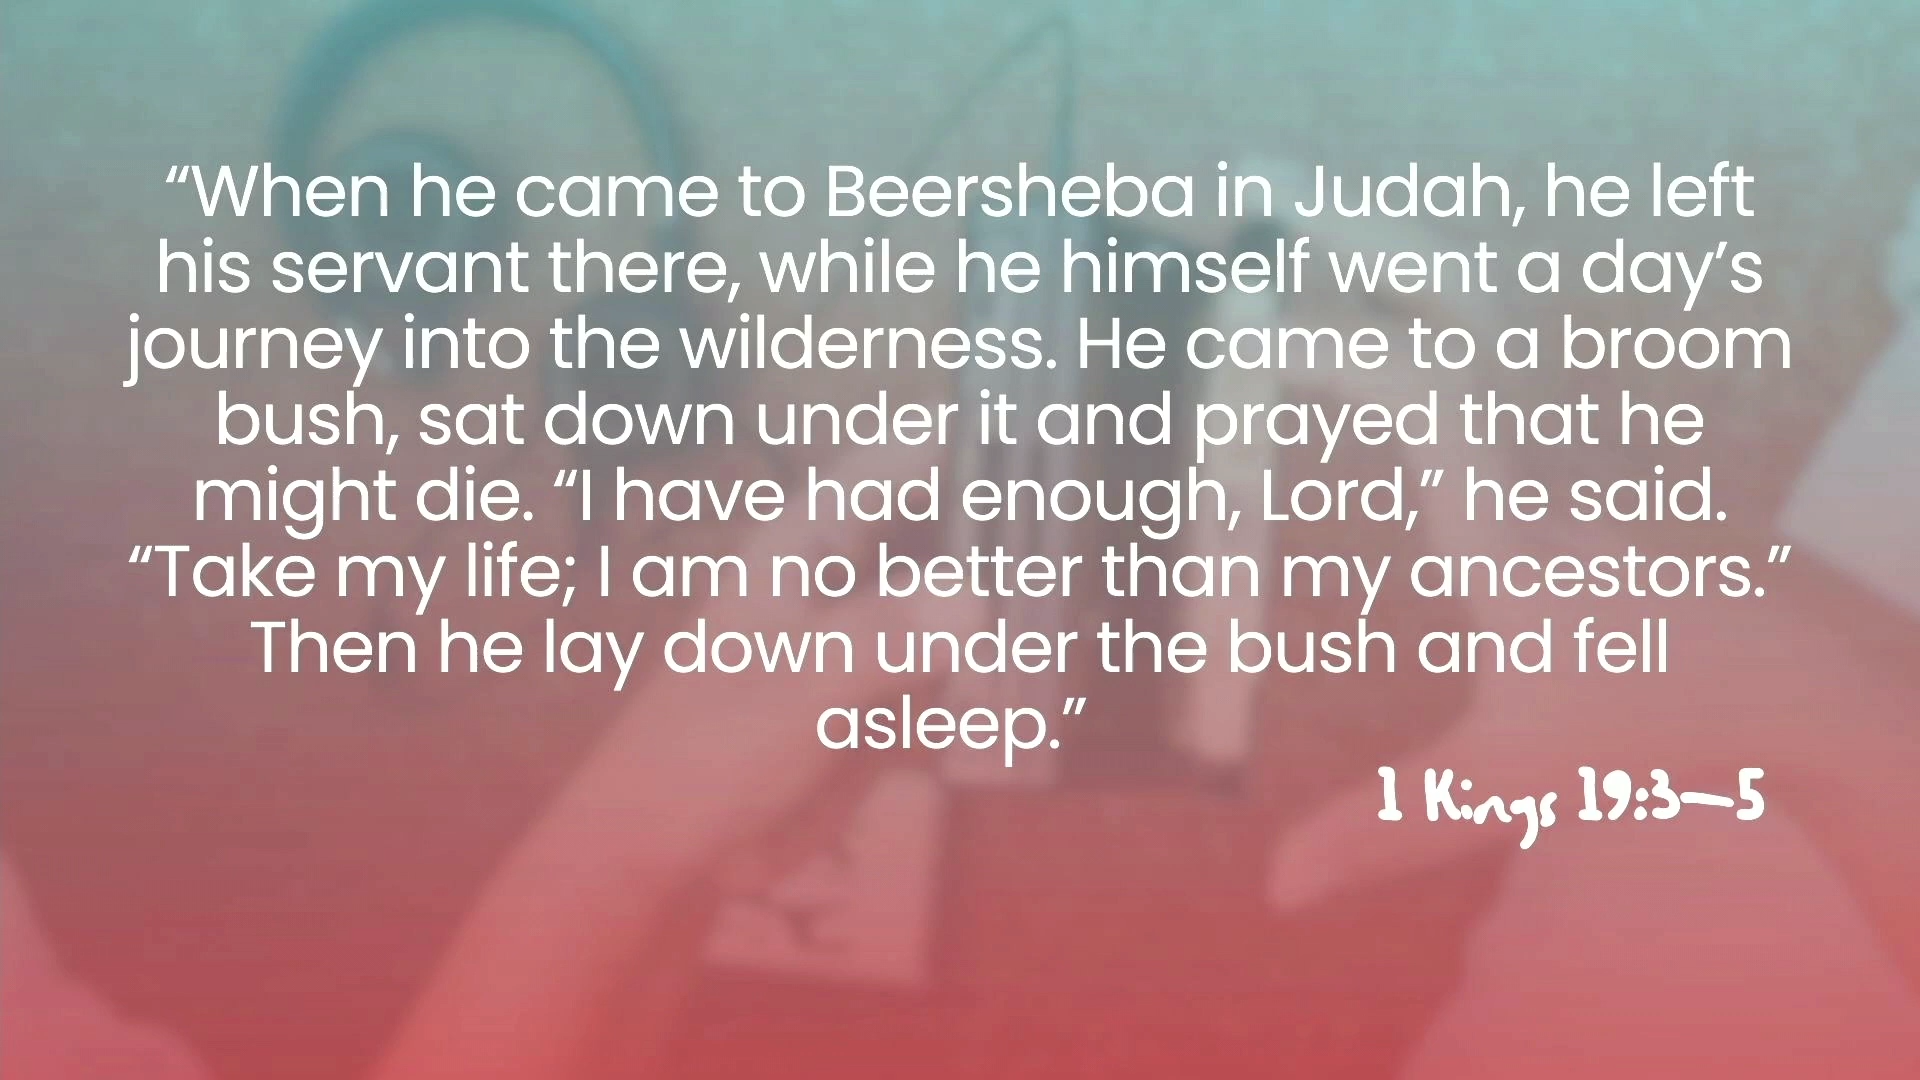 “When he came to Beersheba in Judah, he left
his servant there, while he himself went a day’s
journey into the wilderness. He came to a broom
bush, sat down under it and prayed that he
might die. “I have had enough, Lord,” he said.
“Take my life; I am no better than my ancestors.”
Then he lay down under the bush and fell
asleep.”
1 Kings 19:3–5